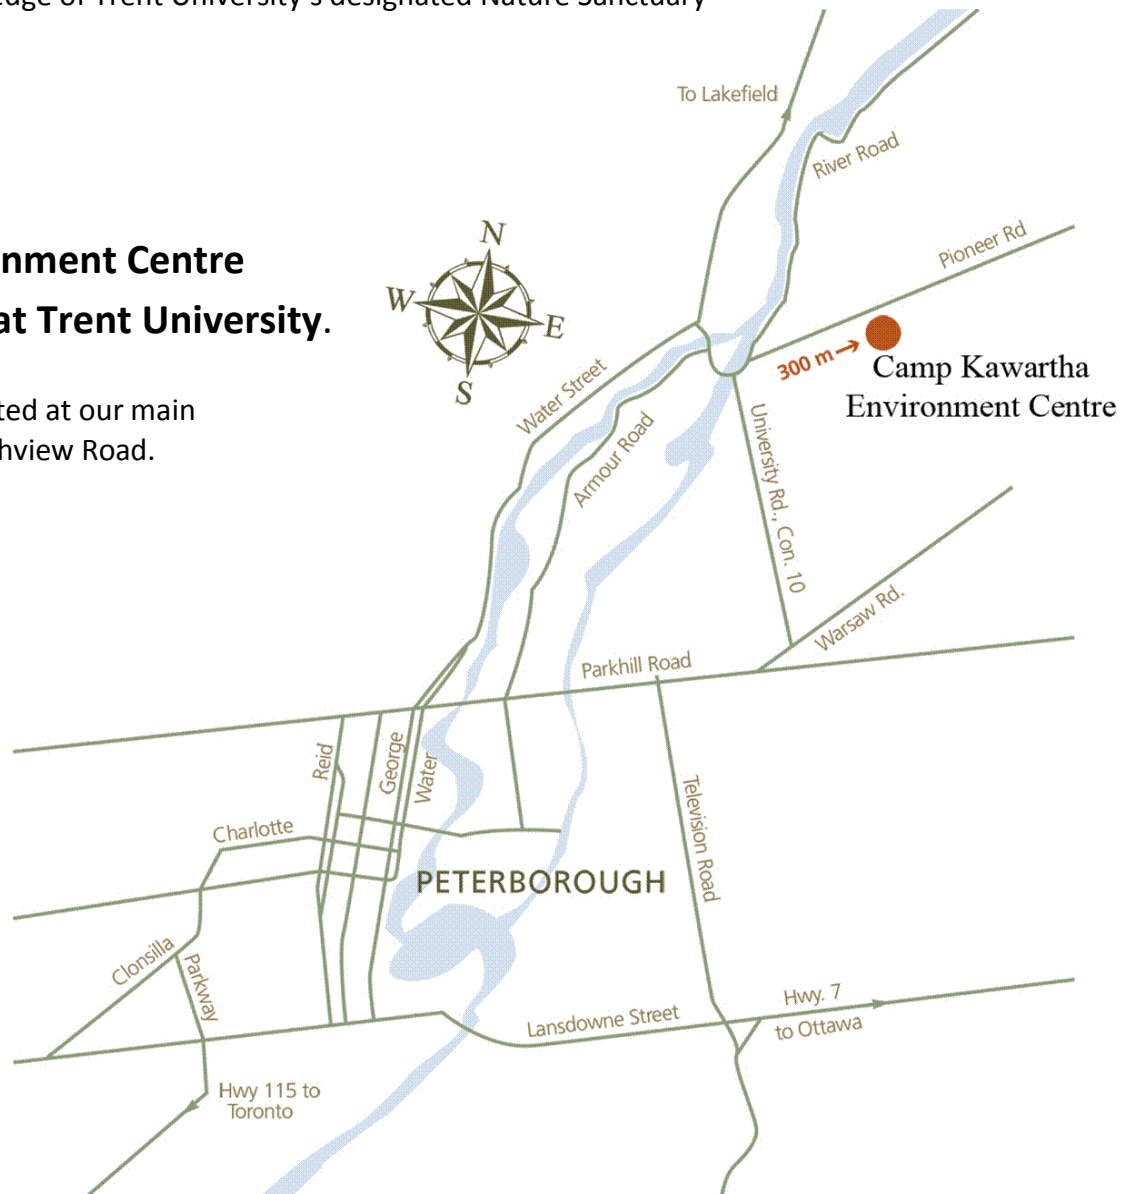 edge of Trent University's designated Nature Sanctuary
To Lakefield
River Road
N
W
E
S
Pioneer Rd
nment Centre
at Trent University.
300 m
Camp Kawartha
Environment Centre
Water Street
ted at our main
hview Road.
Armour Road
University Rd., Con. 10
Warsaw Rd.
Parkhill Road
Reid
George
Water
Television Road
Charlotte
PETERBOROUGH
Clonsilla
Parkway
Hwy. 7
to Ottawa
Lansdowne Street
Hwy 115 to
Toronto